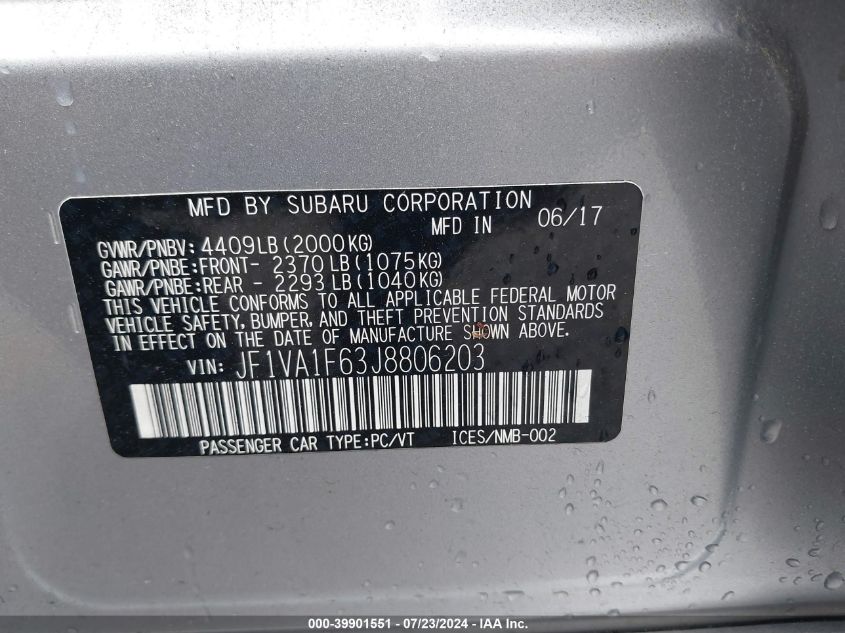 MFD BY SUBARU CORPORATION
MFD IN 06/17
GVWR/PNBV: 4409LB(2000KG)
GAWR/PNBE:FRONT- 2370LB(1075KG)
GAWR/PNBE:REAR - 2293LB(1040KG)
THIS VEHICLE CONFORMS TO ALL APPLICABLE FEDERAL MOTOR
VEHICLE SAFETY, BUMPER, AND THEFT PREVENTION STANDARDS
IN EFFECT ON THE DATE OF MANUFACTURE SHOWN ABOVE.
VIN: JF1VA1F63J8806203
PASSENGER CAR TYPE:PC/VT ICES/NMB-002
000-39901551 / 07/23/2024 - IAAI.COM